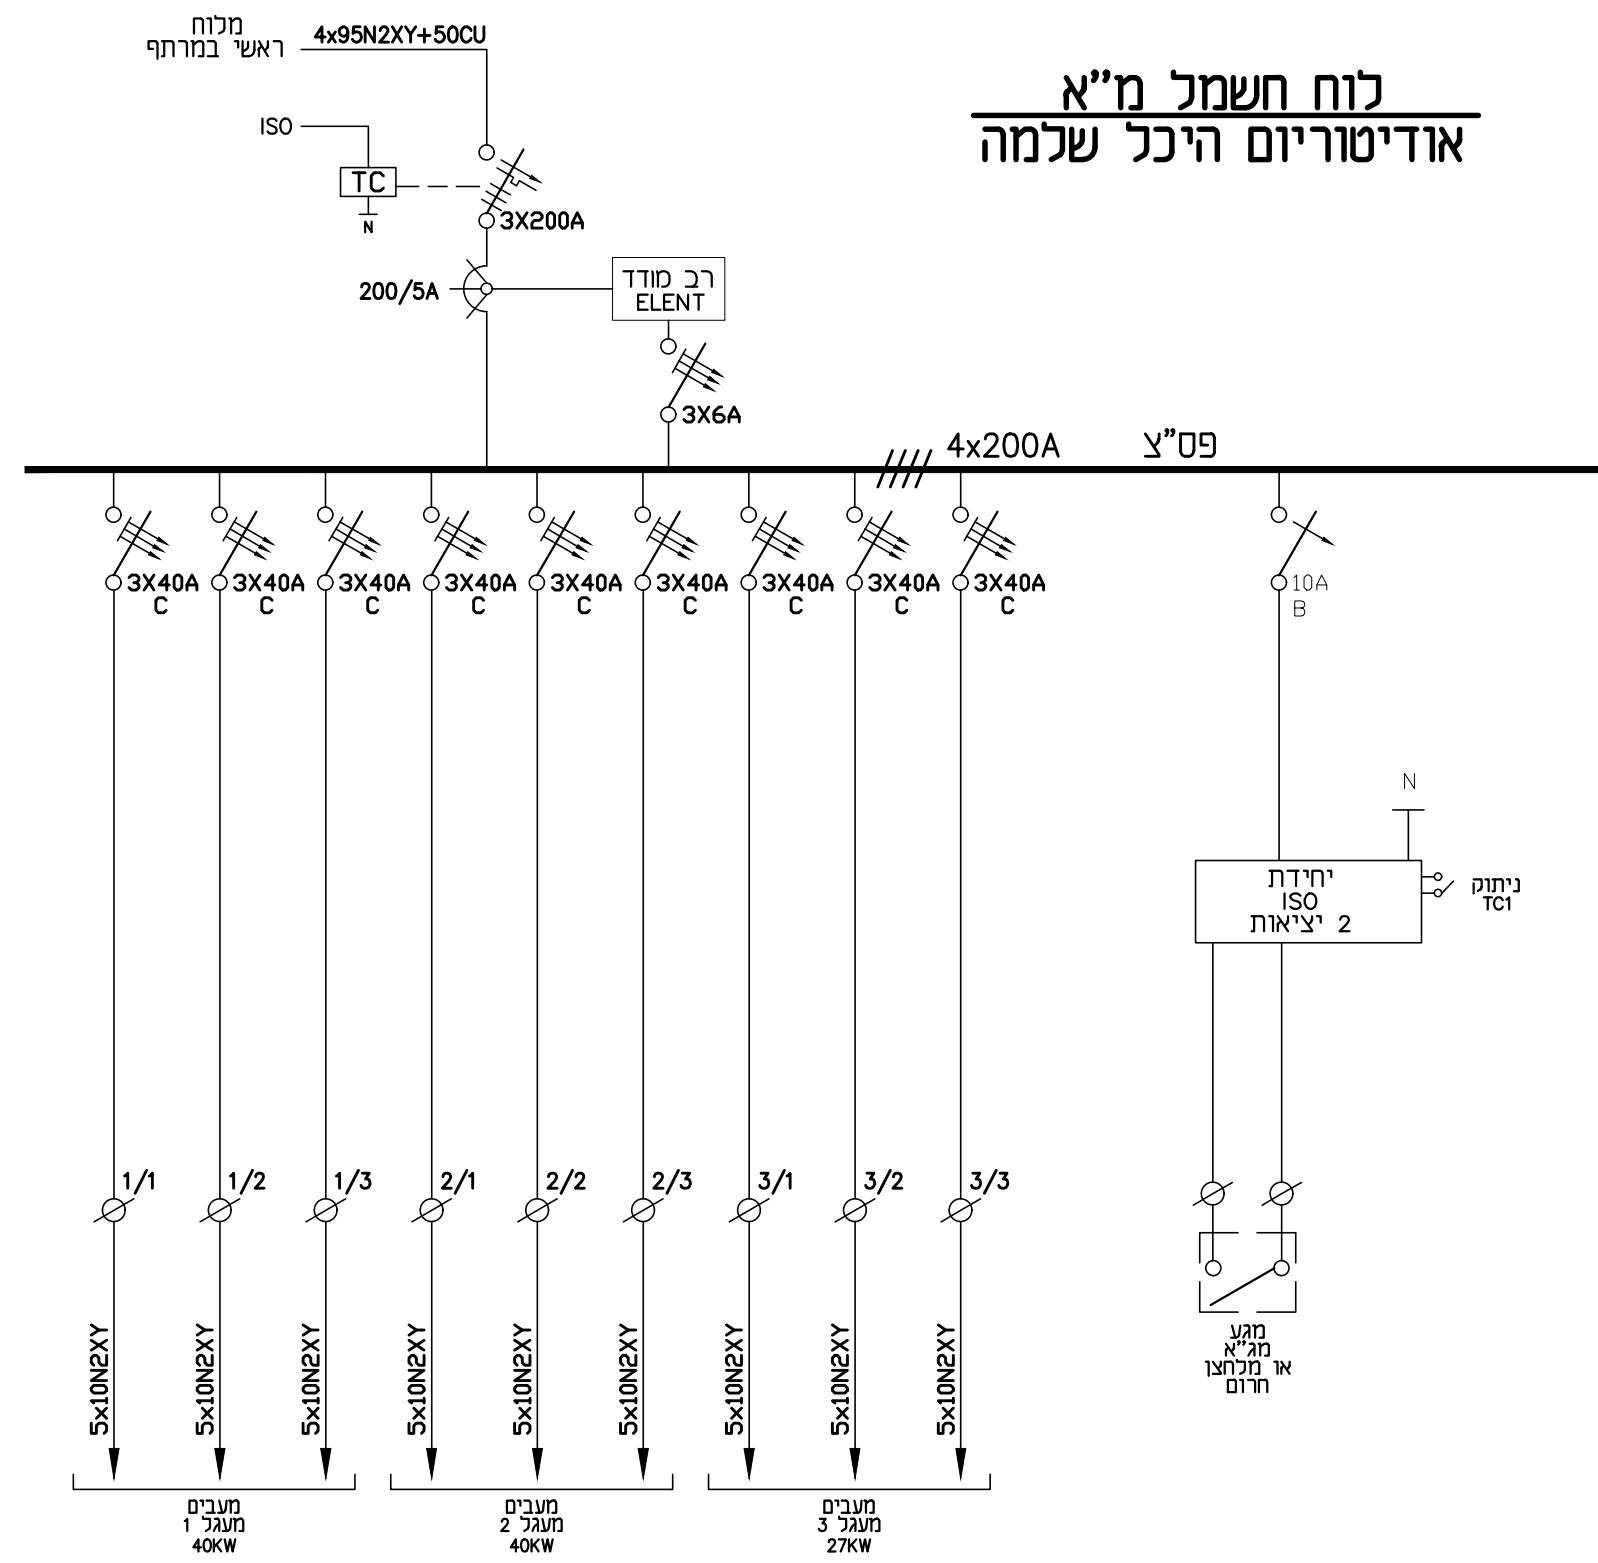 לוח חשמל מ"א
אודיטוריום היכל שלמה
מלוח
ראשי במרתף
4x95N2XY+50CU
ISO
TC
N
3X200A
200/5A
רב מודד
ELENT
3X6A
4x200A
פס"צ
3X40A
C
3X40A
C
3X40A
C
3X40A
C
3X40A
C
3X40A
C
3X40A
C
3X40A
C
3X40A
C
10A
B
N
יחידת
ISO
2 יציאות
ניתוק
TC1
1/1
1/2
1/3
2/1
2/2
2/3
3/1
3/2
3/3
5x10N2XY
5x10N2XY
5x10N2XY
5x10N2XY
5x10N2XY
5x10N2XY
5x10N2XY
5x10N2XY
5x10N2XY
מגע
מג"א
או מלחצן
חרום
מעבים
מעגל 1
40KW
מעבים
מעגל 2
40KW
מעבים
מעגל 3
27KW